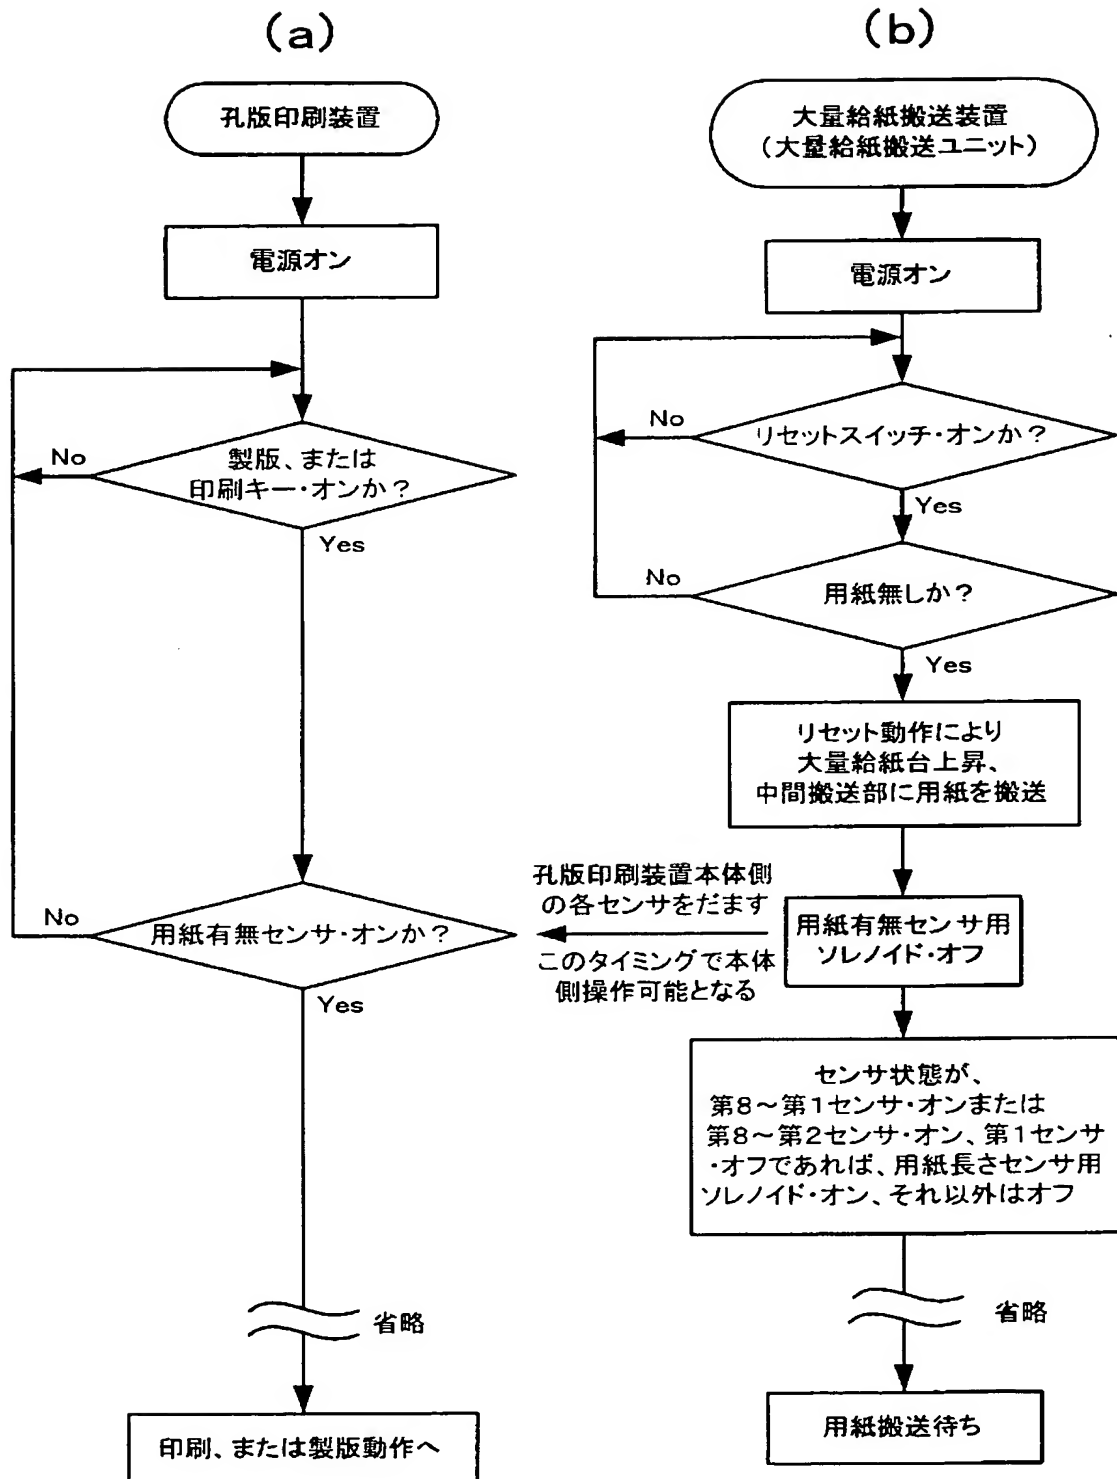 (a)
孔版印刷装置
電源オン
No
製版、または
印刷キー・オンか？
Yes
No
用紙有無センサ・オンか？
Yes
省略
印刷、または製版動作へ
孔版印刷装置本体側
の各センサをだます
このタイミングで本体
側操作可能となる
(b)
大量給紙搬送装置
（大量給紙搬送ユニット）
電源オン
No
リセットスイッチ・オンか？
Yes
No
用紙無しか？
Yes
リセット動作により
大量給紙台上昇、
中間搬送部に用紙を搬送
用紙有無センサ用
ソレノイド・オフ
センサ状態が、
第8～第1センサ・オンまたは
第8～第2センサ・オン、第1センサ
・オフであれば、用紙長さセンサ用
ソレノイド・オン、それ以外はオフ
省略
用紙搬送待ち